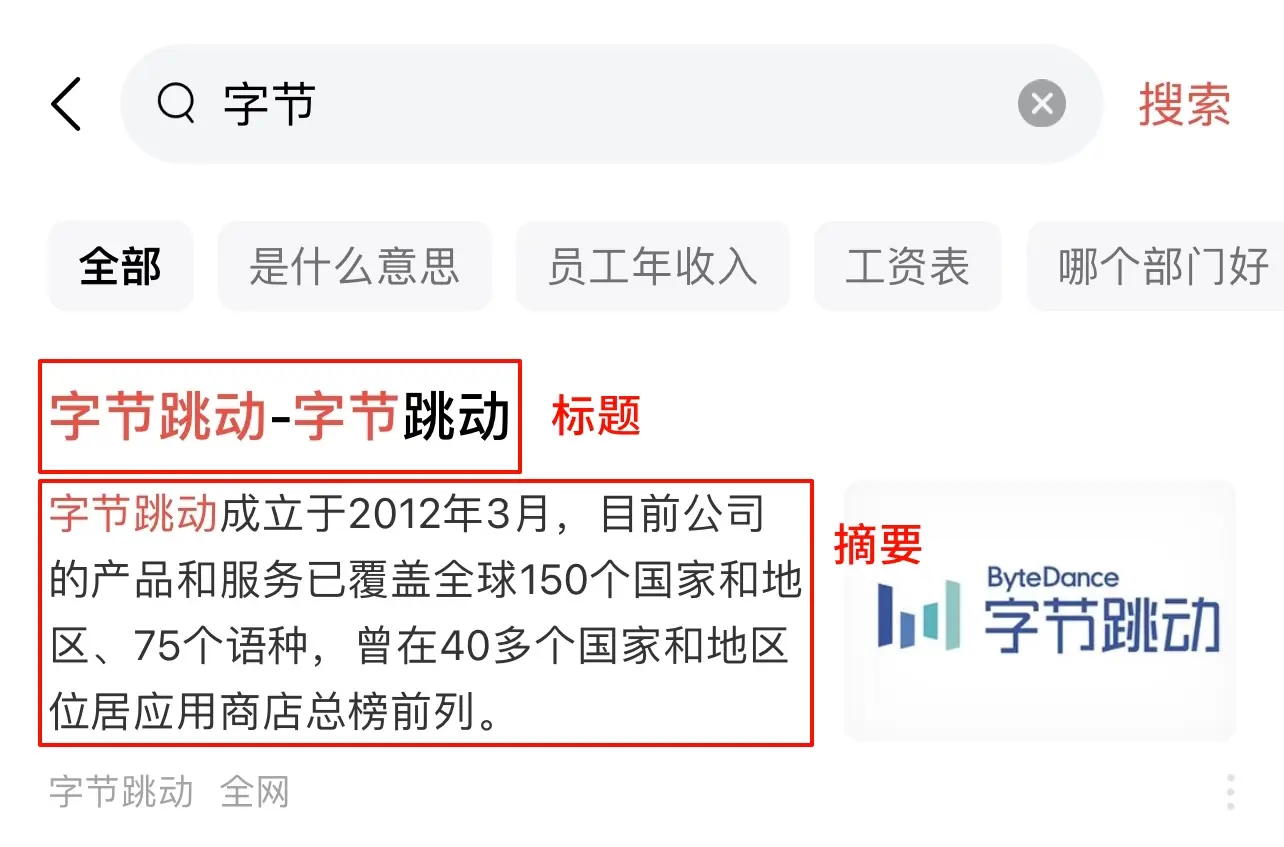 字节
搜索
全部 是什么意思 员工年收入 工资表 哪个部门好
字节跳动-字节跳动 标题
字节跳动成立于2012年3月，目前公司
的产品和服务已覆盖全球150个国家和地
区、75个语种，曾在40多个国家和地区
位居应用商店总榜前列。
摘要
ByteDance
字节跳动
字节跳动 全网